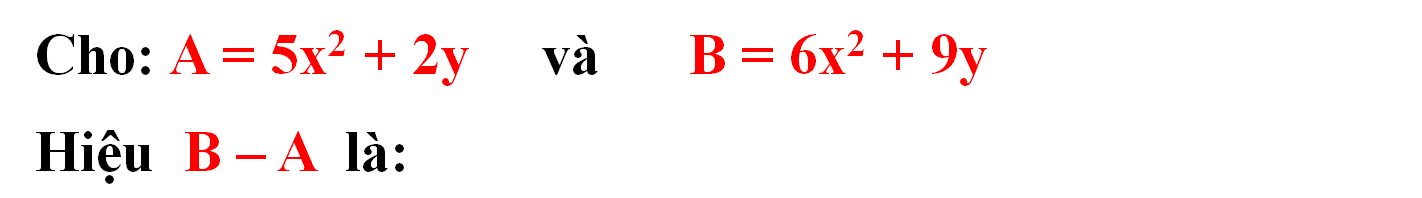 Cho: A = 5x² + 2y và B = 6x² + 9y
Hiệu B – A là: